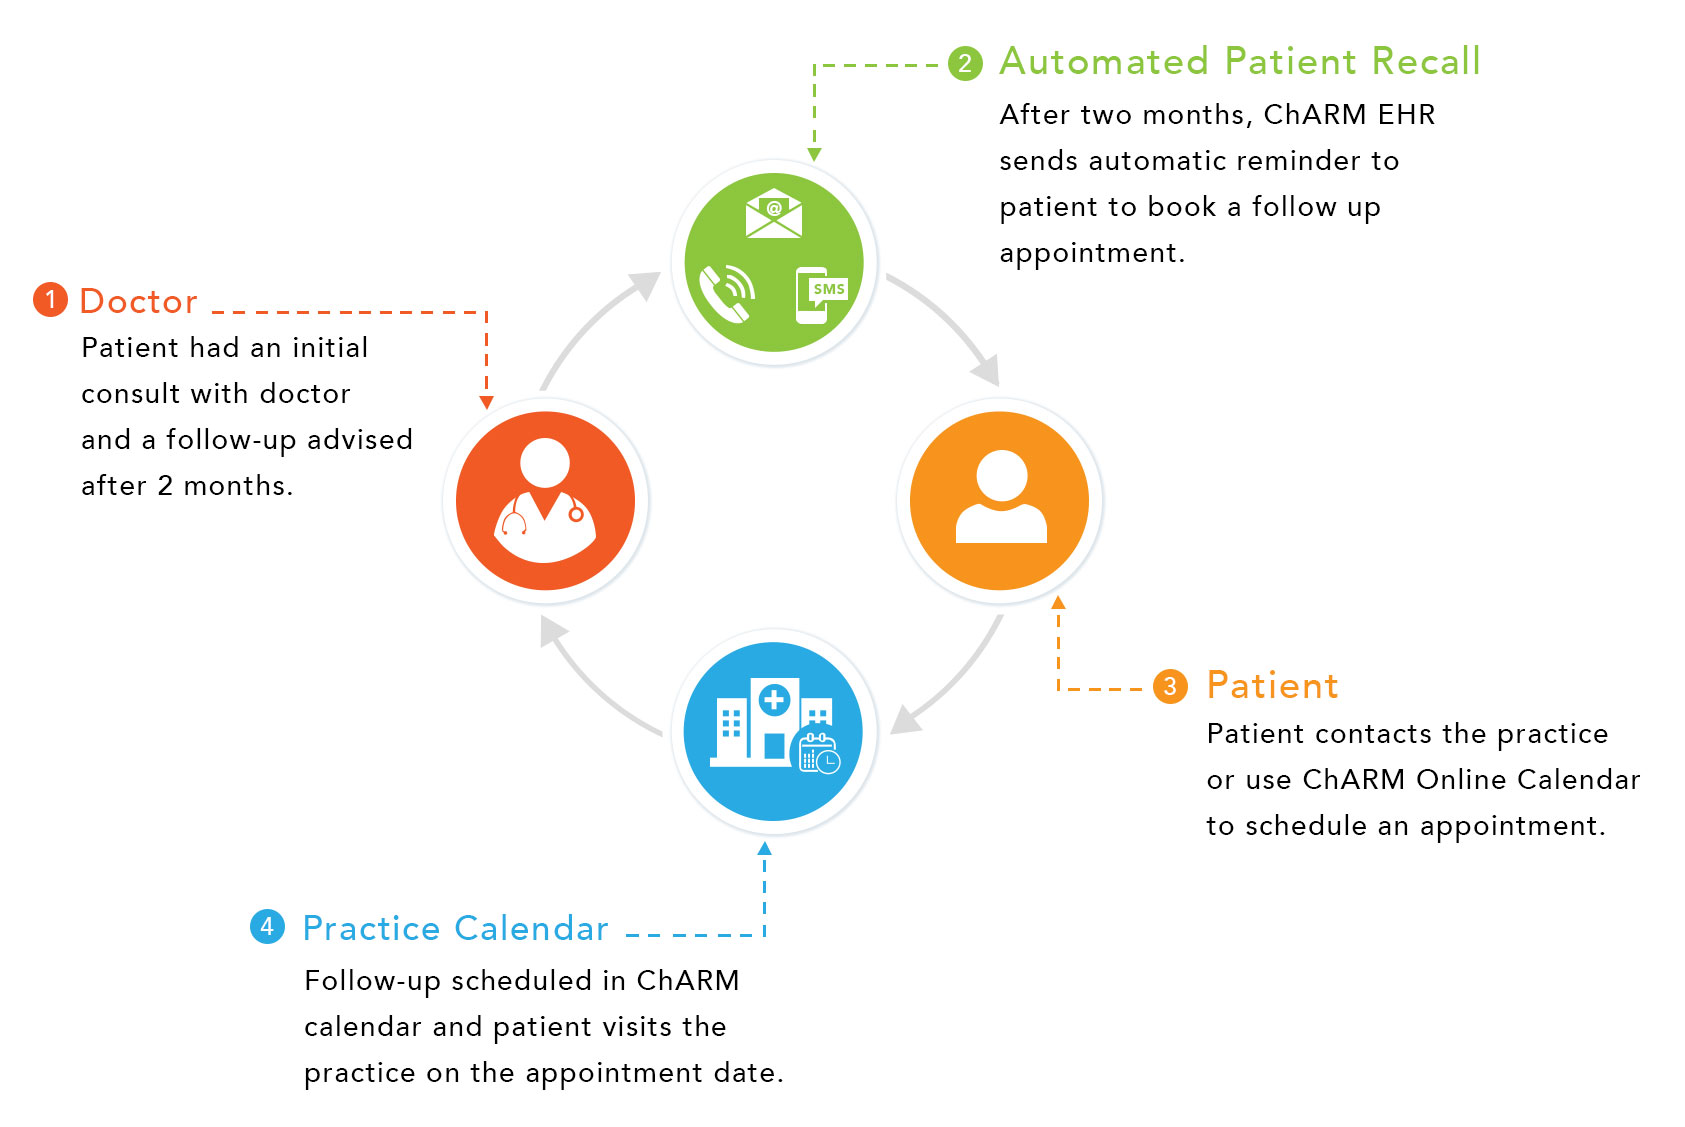 1 Doctor
Patient had an initial
consult with doctor
and a follow-up advised
after 2 months.
2 Automated Patient Recall
After two months, ChARM EHR
sends automatic reminder to
patient to book a follow up
appointment.
@
SMS
3 Patient
Patient contacts the practice
or use ChARM Online Calendar
to schedule an appointment.
4 Practice Calendar
Follow-up scheduled in ChARM
calendar and patient visits the
practice on the appointment date.